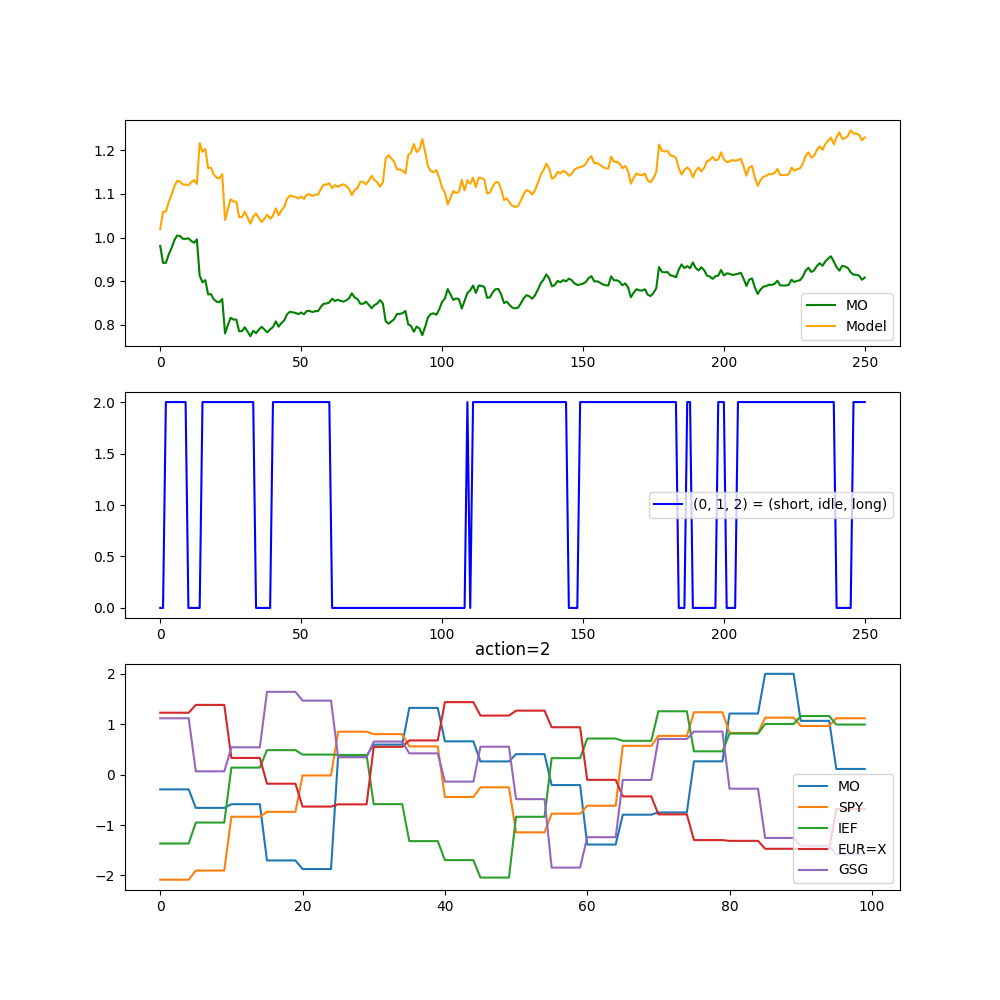 1.2
1.1
1.0
0.9
0.8
MO
Model
0 50 100 150 200 250
2.0
1.5
1.0
0.5
0.0
(0, 1, 2) = (short, idle, long)
0 50 100 150 200 250
action=2
2
1
0
−1
−2
MO
SPY
IEF
EUR=X
GSG
0 20 40 60 80 100